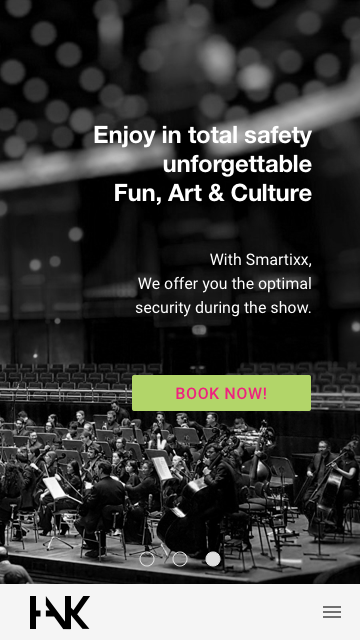 Enjoy in total safety
unforgettable
Fun, Art & Culture
With Smartixx,
We offer you the optimal
security during the show.
BOOK NOW!